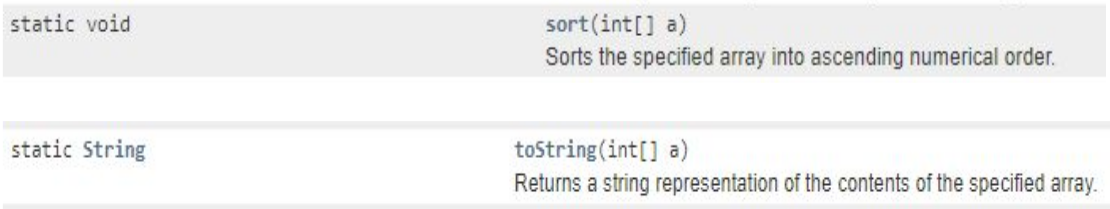 static void sort(int[] a)
Sorts the specified array into ascending numerical order.
static String toString(int[] a)
Returns a string representation of the contents of the specified array.